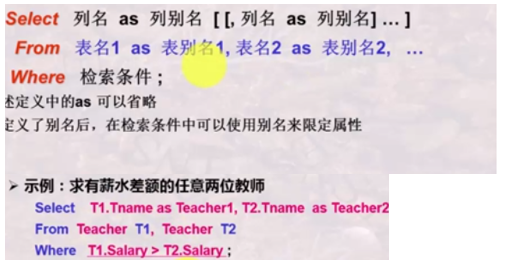 Select 列名 as 列别名 [ [, 列名 as 列别名] … ]
From 表名1 as 表别名1, 表名2 as 表别名2, …
Where 检索条件 ;
述定义中的as 可以省略
定义了别名后，在检索条件中可以使用别名来限定属性
➢ 示例：求有薪水差额的任意两位教师
Select T1.Tname as Teacher1, T2.Tname as Teacher2
From Teacher T1, Teacher T2
Where T1.Salary > T2.Salary ;